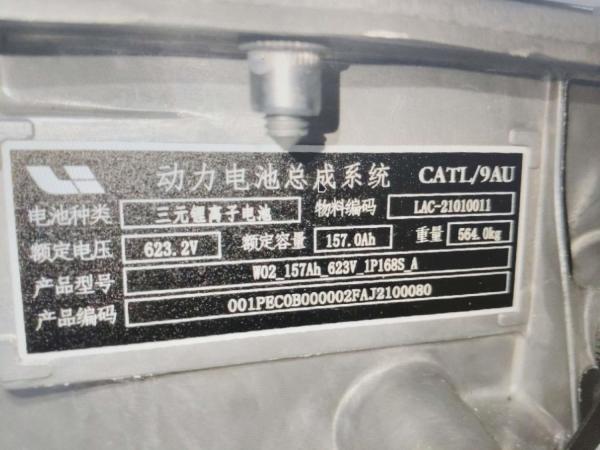 动力电池总成系统 CATL/9AU
电池种类 三元锂离子电池 物料编码 LAC-21010011
额定电压 623.2V 额定容量 157.0Ah 重量 564.0kg
产品型号 W02_157Ah_623V_1P168S_A
产品编码 001PEC0B000002FAJ2100080